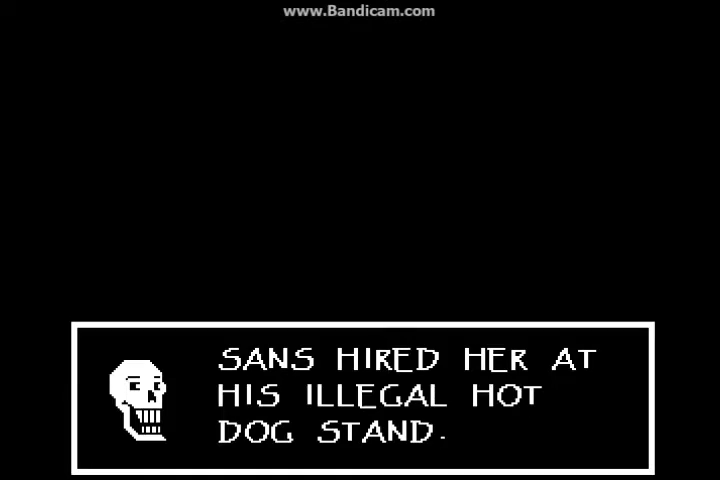 www.Bandicam.com
SANS HIRED HER AT
HIS ILLEGAL HOT
DOG STAND.